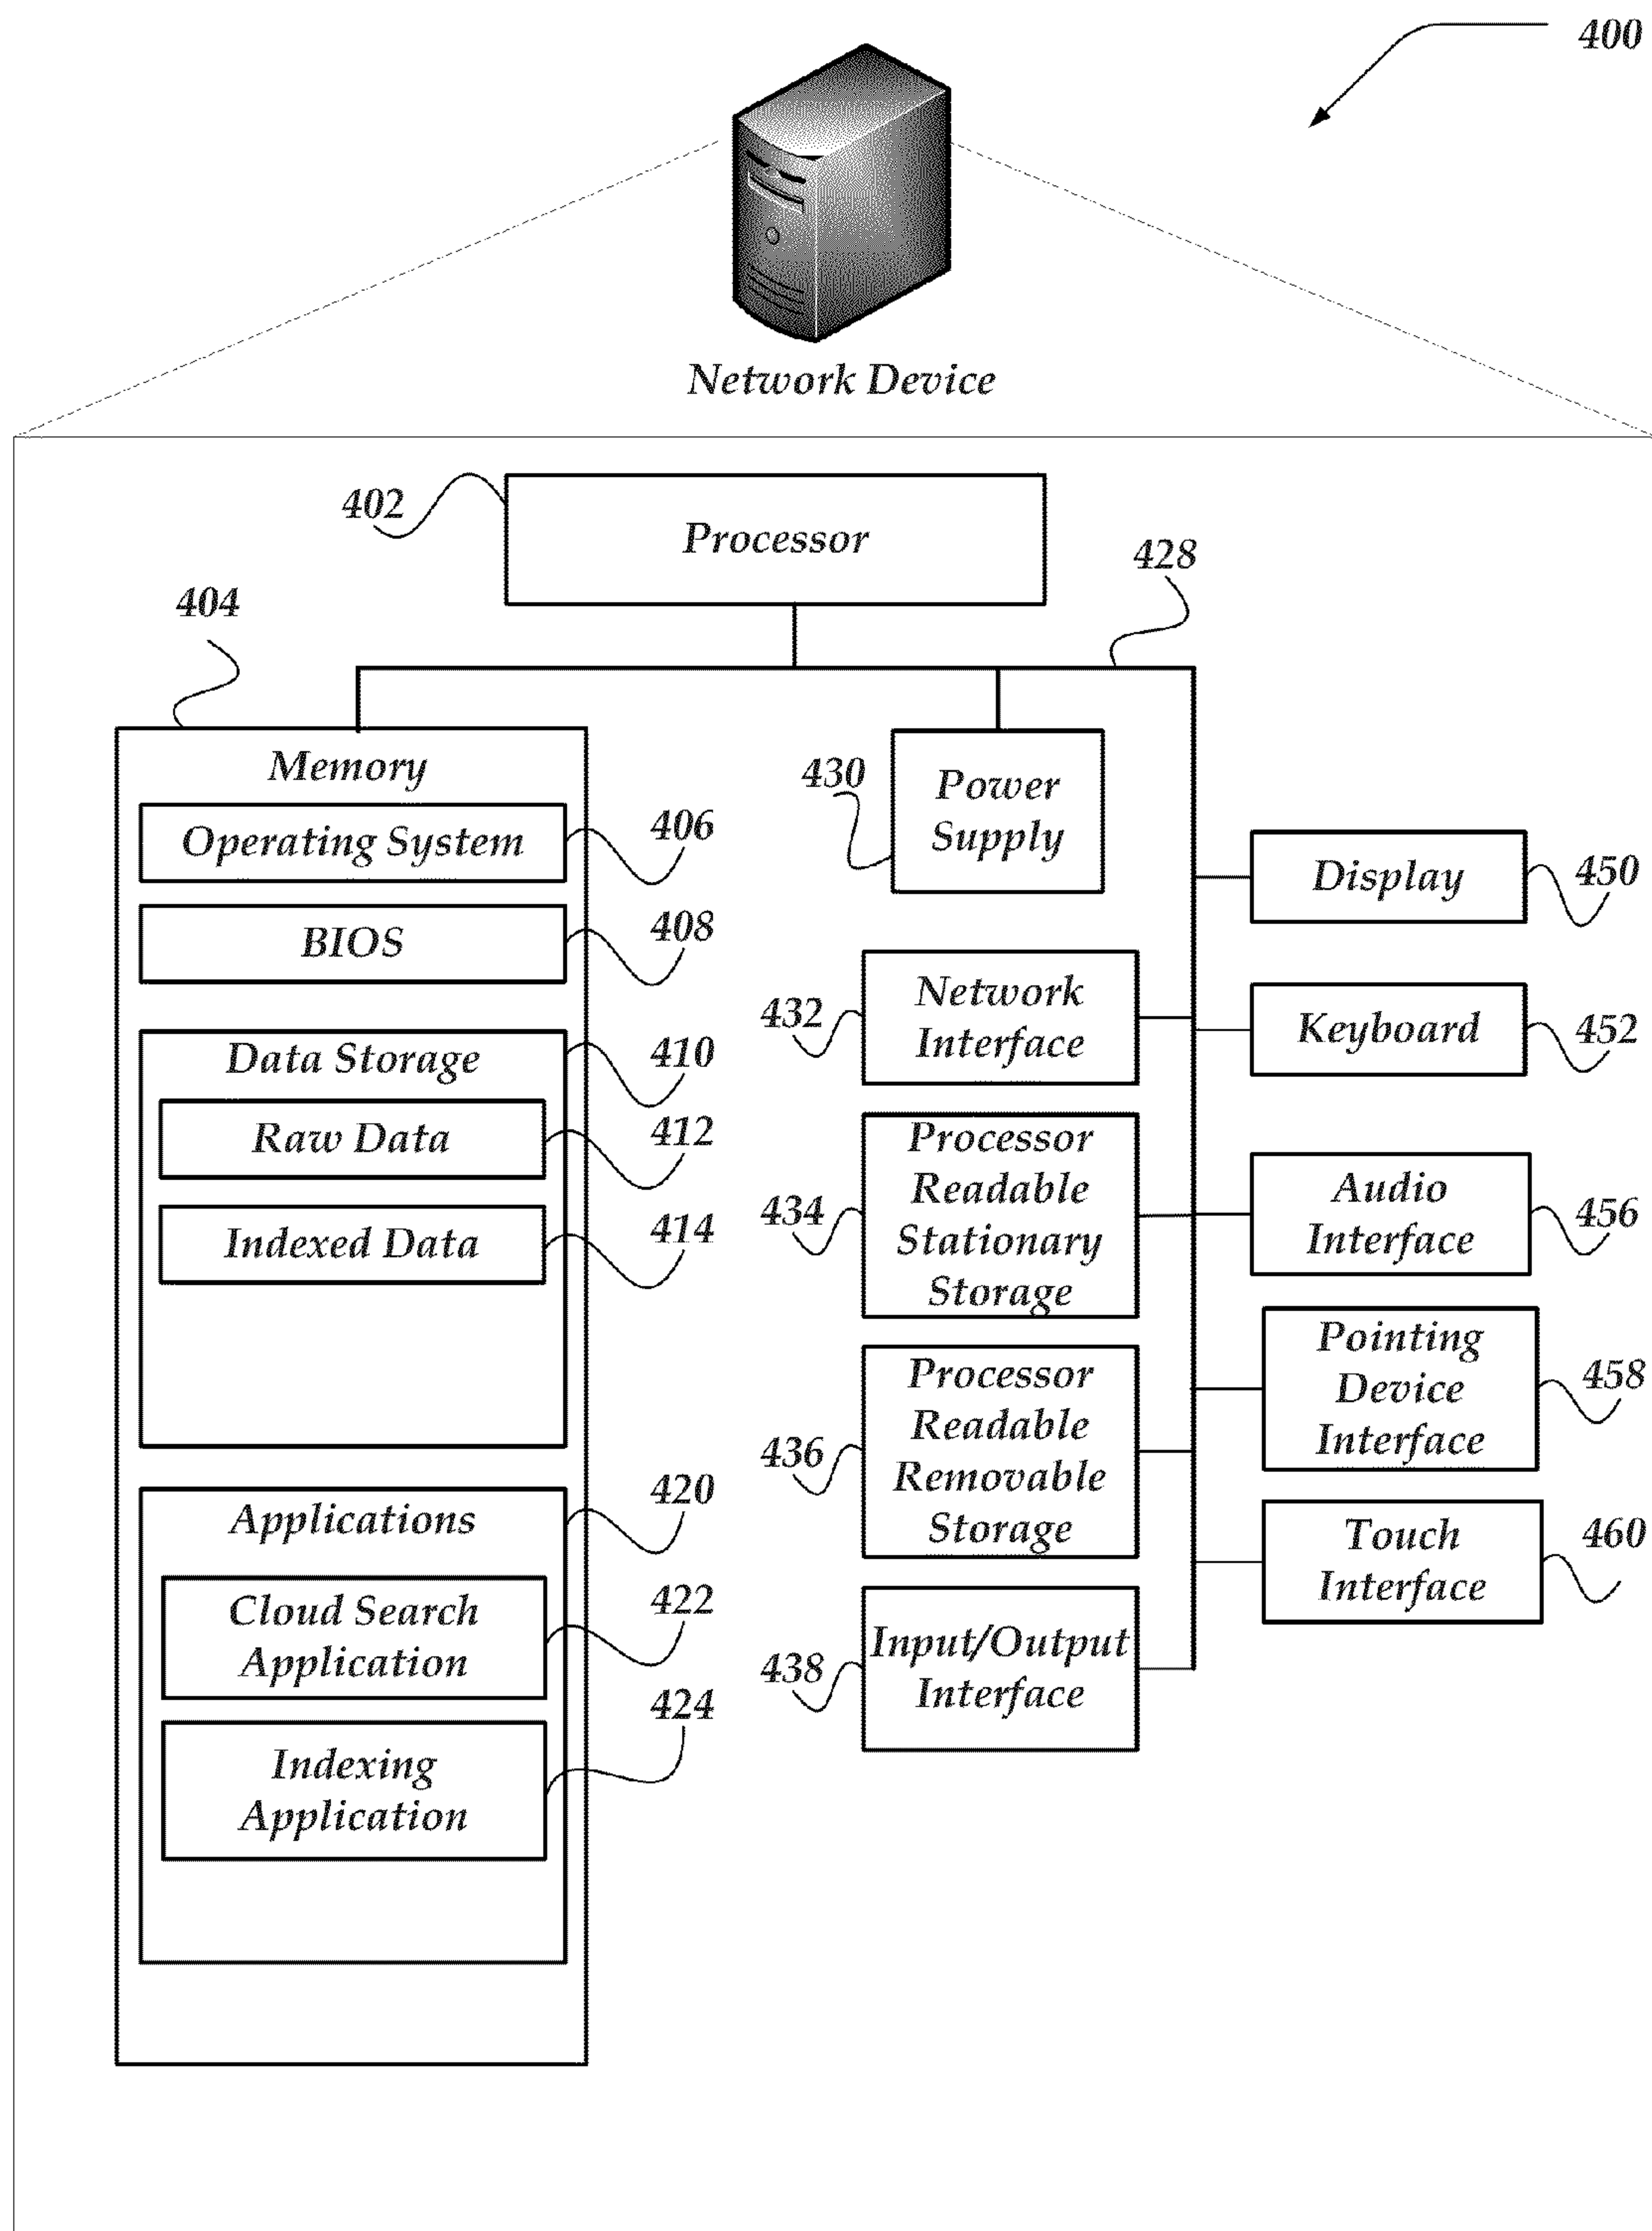 400
Network Device
402
Processor
428
404
Memory
Operating System
406
BIOS
408
Data Storage
410
Raw Data
412
Indexed Data
414
Applications
420
Cloud Search
Application
422
Indexing
Application
424
430
Power
Supply
432
Network
Interface
434
Processor
Readable
Stationary
Storage
436
Processor
Readable
Removable
Storage
438
Input/Output
Interface
Display
450
Keyboard
452
Audio
Interface
456
Pointing
Device
Interface
458
Touch
Interface
460